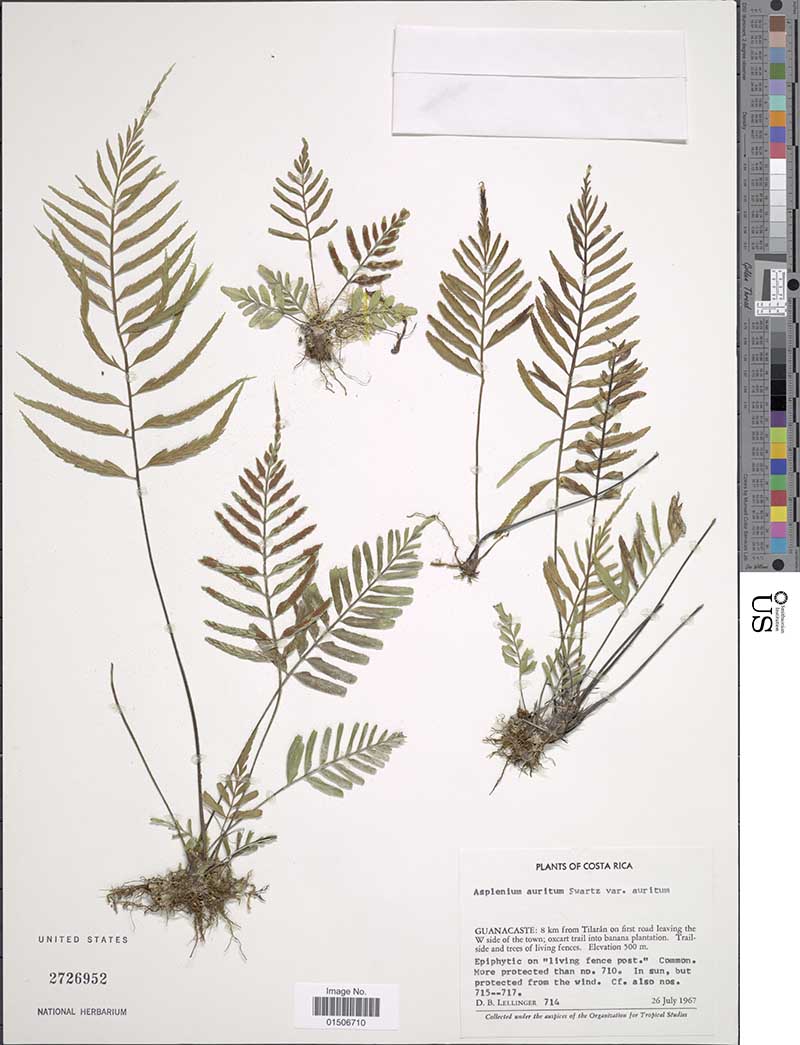 PLANTS OF COSTA RICA
Asplenium auritum Swartz var. auritum
GUANACASTE: 8 km from Tilarán on first road leaving the
W side of the town; oxcart trail into banana plantation. Trail-
side and trees of living fences. Elevation 500 m.
Epiphytic on "living fence post." Common.
More protected than no. 710. In sun, but
protected from the wind. Cf. also nos.
715--717.
D. B. LELLINGER 714 26 July 1967
Collected under the auspices of the Organization for Tropical Studies
UNITED STATES
2726952
NATIONAL HERBARIUM
Image No.
01506710
Golden Thread
US
Smithsonian
Institution